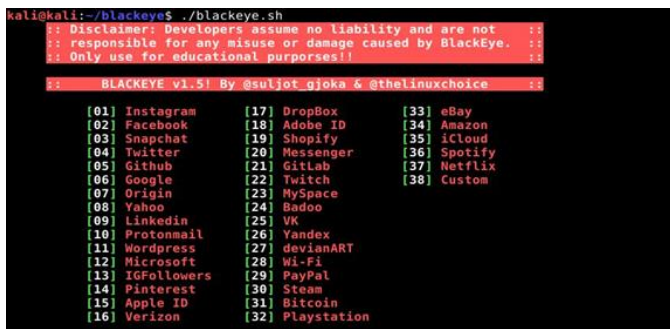 kali@kali:~/blackeye$ ./blackeye.sh
:: Disclaimer: Developers assume no liability and are not ::
:: responsible for any misuse or damage caused by BlackEye. ::
:: Only use for educational purporses!! ::
:: BLACKEYE v1.5! By @suljot_gjoka & @thelinuxchoice ::
[01] Instagram [17] DropBox [33] eBay
[02] Facebook [18] Adobe ID [34] Amazon
[03] Snapchat [19] Shopify [35] iCloud
[04] Twitter [20] Messenger [36] Spotify
[05] Github [21] GitLab [37] Netflix
[06] Google [22] Twitch [38] Custom
[07] Origin [23] MySpace
[08] Yahoo [24] Badoo
[09] Linkedin [25] VK
[10] Protonmail [26] Yandex
[11] Wordpress [27] devianART
[12] Microsoft [28] Wi-Fi
[13] IGFollowers [29] PayPal
[14] Pinterest [30] Steam
[15] Apple ID [31] Bitcoin
[16] Verizon [32] Playstation